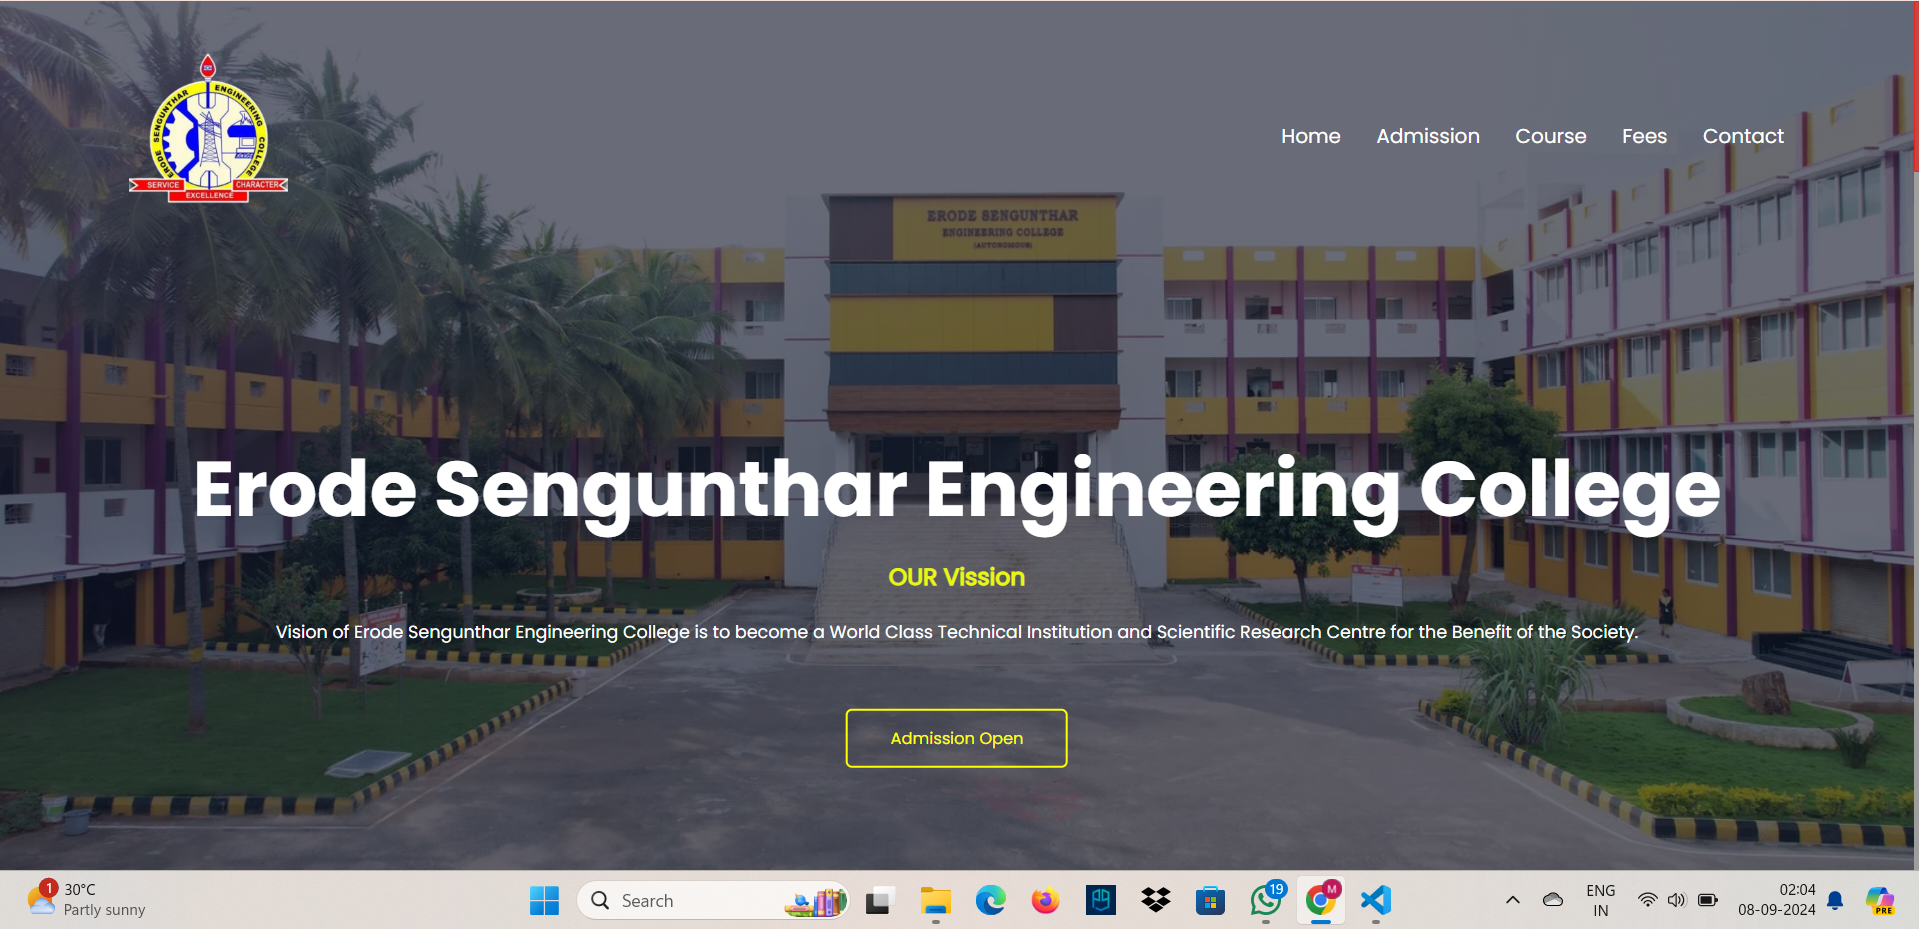 ERODE SENGUNTHAR ENGINEERING COLLEGE
SERVICE
CHARACTER
EXCELLENCE
Home
Admission
Course
Fees
Contact
ERODE SENGUNTHAR
ENGINEERING COLLEGE
(AUTONOMOUS)
Erode Sengunthar Engineering College
OUR Vission
Vision of Erode Sengunthar Engineering College is to become a World Class Technical Institution and Scientific Research Centre for the Benefit of the Society.
Admission Open
1
30°C
Partly sunny
Search
19
M
ENG
IN
02:04
08-09-2024
PRE